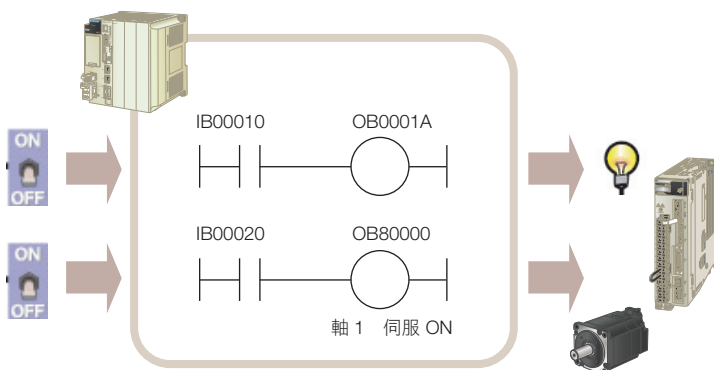 IB00010 OB0001A
ON
OFF
IB00020 OB80000
ON
OFF
軸 1 伺服 ON